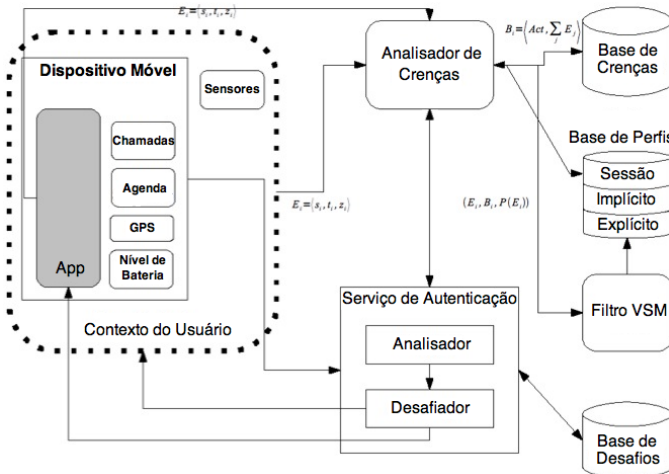 E_i=(s_i, t_i, z_i)
Dispositivo Móvel
Sensores
Chamadas
Agenda
GPS
Nível de
Bateria
App
Contexto do Usuário
E_i=(s_i, t_i, z_i)
Analisador de
Crenças
B_i=(Act, ∑_j E_j)
Base de
Crenças
Base de Perfis
Sessão
Implícito
Explícito
(E_i, B_i, P(E_i))
Filtro VSM
Serviço de Autenticação
Analisador
Desafiador
Base de
Desafios